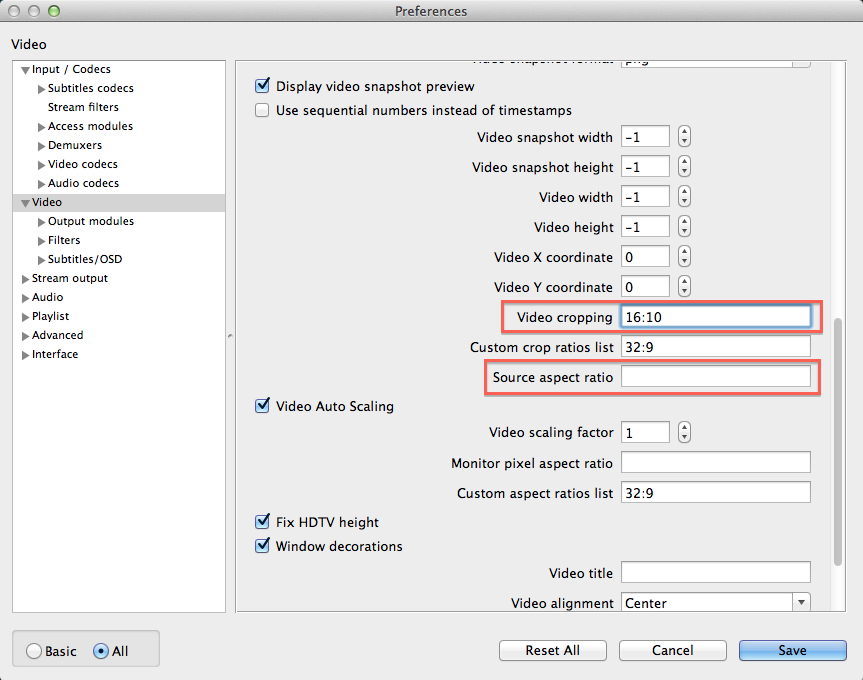 Preferences
Video
Input / Codecs
Subtitles codecs
Stream filters
Access modules
Demuxers
Video codecs
Audio codecs
Video
Output modules
Filters
Subtitles/OSD
Stream output
Audio
Playlist
Advanced
Interface
Video snapshot format png
Display video snapshot preview
Use sequential numbers instead of timestamps
Video snapshot width -1
Video snapshot height -1
Video width -1
Video height -1
Video X coordinate 0
Video Y coordinate 0
Video cropping 16:10
Custom crop ratios list 32:9
Source aspect ratio
Video Auto Scaling
Video scaling factor 1
Monitor pixel aspect ratio
Custom aspect ratios list 32:9
Fix HDTV height
Window decorations
Video title
Video alignment Center
Basic All
Reset All Cancel Save